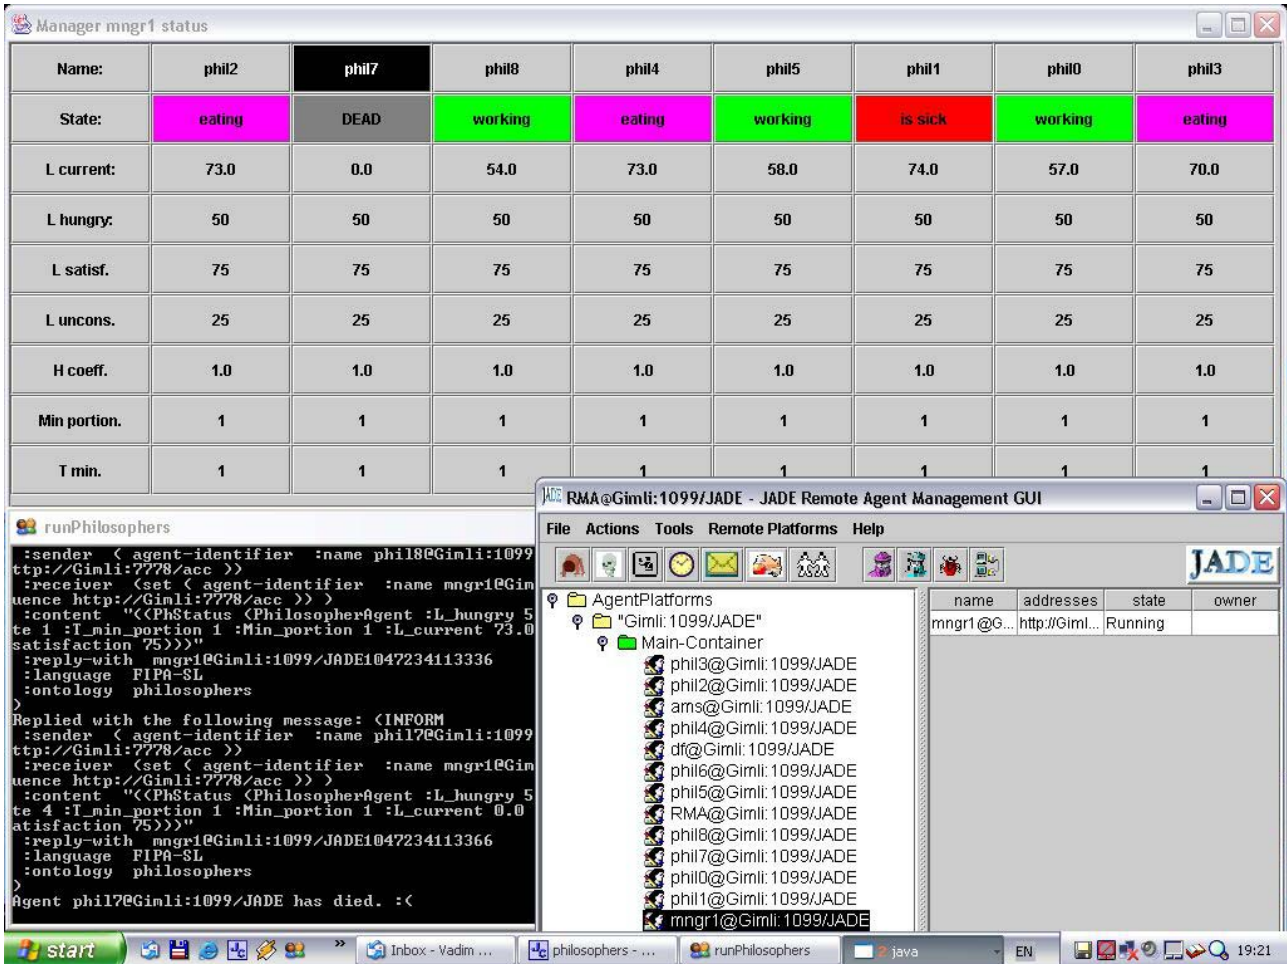 Manager mngr1 status
Name: phil2 phil7 phil8 phil4 phil5 phil1 phil0 phil3
State: eating DEAD working eating working is sick working eating
L current: 73.0 0.0 54.0 73.0 58.0 74.0 57.0 70.0
L hungry: 50 50 50 50 50 50 50 50
L satisf. 75 75 75 75 75 75 75 75
L uncons. 25 25 25 25 25 25 25 25
H coeff. 1.0 1.0 1.0 1.0 1.0 1.0 1.0 1.0
Min portion. 1 1 1 1 1 1 1 1
T min. 1 1 1 1 1 1 1 1
runPhilosophers
:sender ( agent-identifier :name phil8@Gimli:1099
ttp://Gimli:7778/acc ))
:receiver (set ( agent-identifier :name mngr1@Gim
uence http://Gimli:7778/acc )) )
:content "((PhStatus (PhilosopherAgent :L_hungry 5
te 1 :T_min_portion 1 :Min_portion 1 :L_current 73.0
satisfaction 75)))"
:reply-with mngr1@Gimli:1099/JADE1047234113336
:language FIPA-SL
:ontology philosophers
)
Replied with the following message: (INFORM
:sender ( agent-identifier :name phil7@Gimli:1099
ttp://Gimli:7778/acc ))
:receiver (set ( agent-identifier :name mngr1@Gim
uence http://Gimli:7778/acc )) )
:content "((PhStatus (PhilosopherAgent :L_hungry 5
te 4 :T_min_portion 1 :Min_portion 1 :L_current 0.0
atisfaction 75)))"
:reply-with mngr1@Gimli:1099/JADE1047234113366
:language FIPA-SL
:ontology philosophers
)
Agent phil7@Gimli:1099/JADE has died. :(
JADE RMA@Gimli:1099/JADE - JADE Remote Agent Management GUI
File Actions Tools Remote Platforms Help
JADE
AgentPlatforms
"Gimli:1099/JADE"
Main-Container
phil3@Gimli:1099/JADE
phil2@Gimli:1099/JADE
ams@Gimli:1099/JADE
phil4@Gimli:1099/JADE
df@Gimli:1099/JADE
phil6@Gimli:1099/JADE
phil5@Gimli:1099/JADE
RMA@Gimli:1099/JADE
phil8@Gimli:1099/JADE
phil7@Gimli:1099/JADE
phil0@Gimli:1099/JADE
phil1@Gimli:1099/JADE
mngr1@Gimli:1099/JADE
name addresses state owner
mngr1@G... http://Giml... Running
start » Inbox - Vadim ... philosophers - ... runPhilosophers 2 java EN 19:21